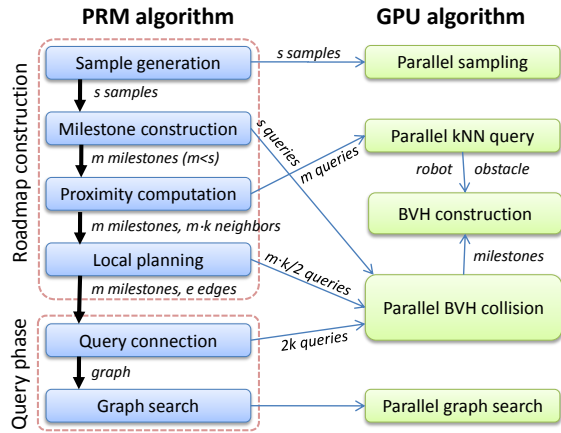 PRM algorithm
GPU algorithm
Roadmap construction
Sample generation
s samples
Parallel sampling
s samples
Milestone construction
s queries
Parallel kNN query
m milestones (m<s)
m queries
robot
obstacle
Proximity computation
BVH construction
m milestones, m·k neighbors
milestones
Local planning
m·k/2 queries
Parallel BVH collision
m milestones, e edges
Query phase
Query connection
2k queries
graph
Graph search
Parallel graph search